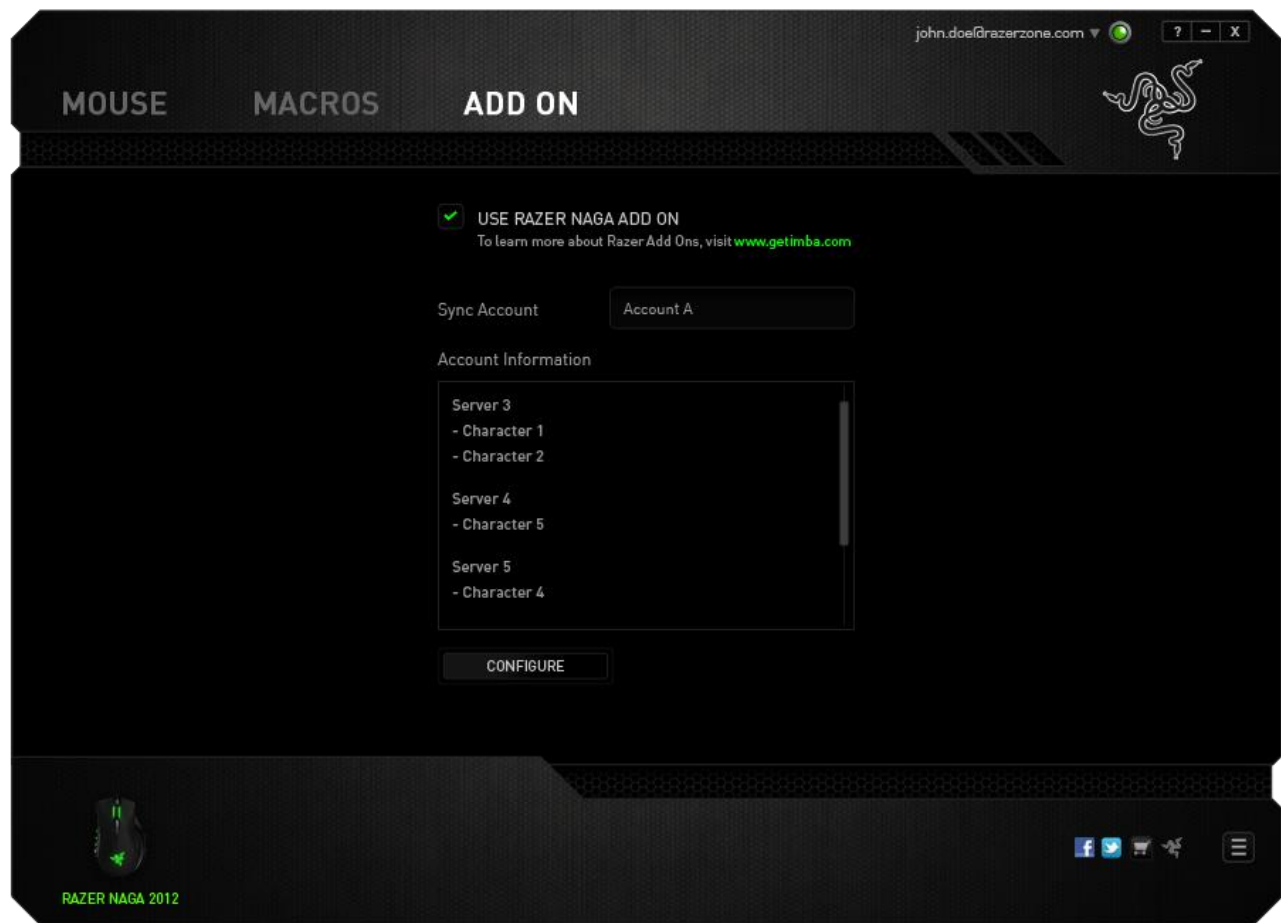 john.doe@razerzone.com
? – X
MOUSE MACROS ADD ON
USE RAZER NAGA ADD ON
To learn more about Razer Add Ons, visit www.getimba.com
Sync Account Account A
Account Information
Server 3
- Character 1
- Character 2
Server 4
- Character 5
Server 5
- Character 4
CONFIGURE
RAZER NAGA 2012